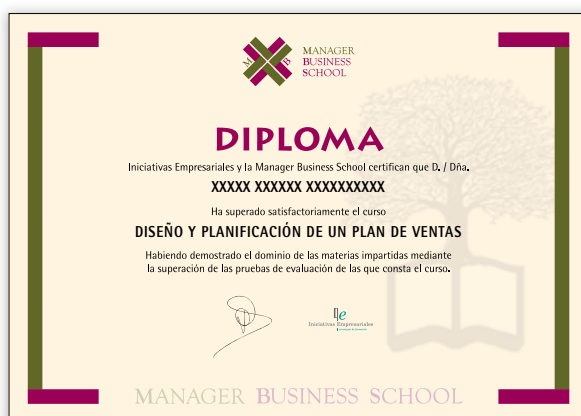 M B
MANAGER
BUSINESS
SCHOOL
DIPLOMA
Iniciativas Empresariales y la Manager Business School certifican que D. / Dña.
XXXXX XXXXXX XXXXXXXXXX
Ha superado satisfactoriamente el curso
DISEÑO Y PLANIFICACIÓN DE UN PLAN DE VENTAS
Habiendo demostrado el dominio de las materias impartidas mediante
la superación de las pruebas de evaluación de las que consta el curso.
Ie
Iniciativas Empresariales
MANAGER BUSINESS SCHOOL